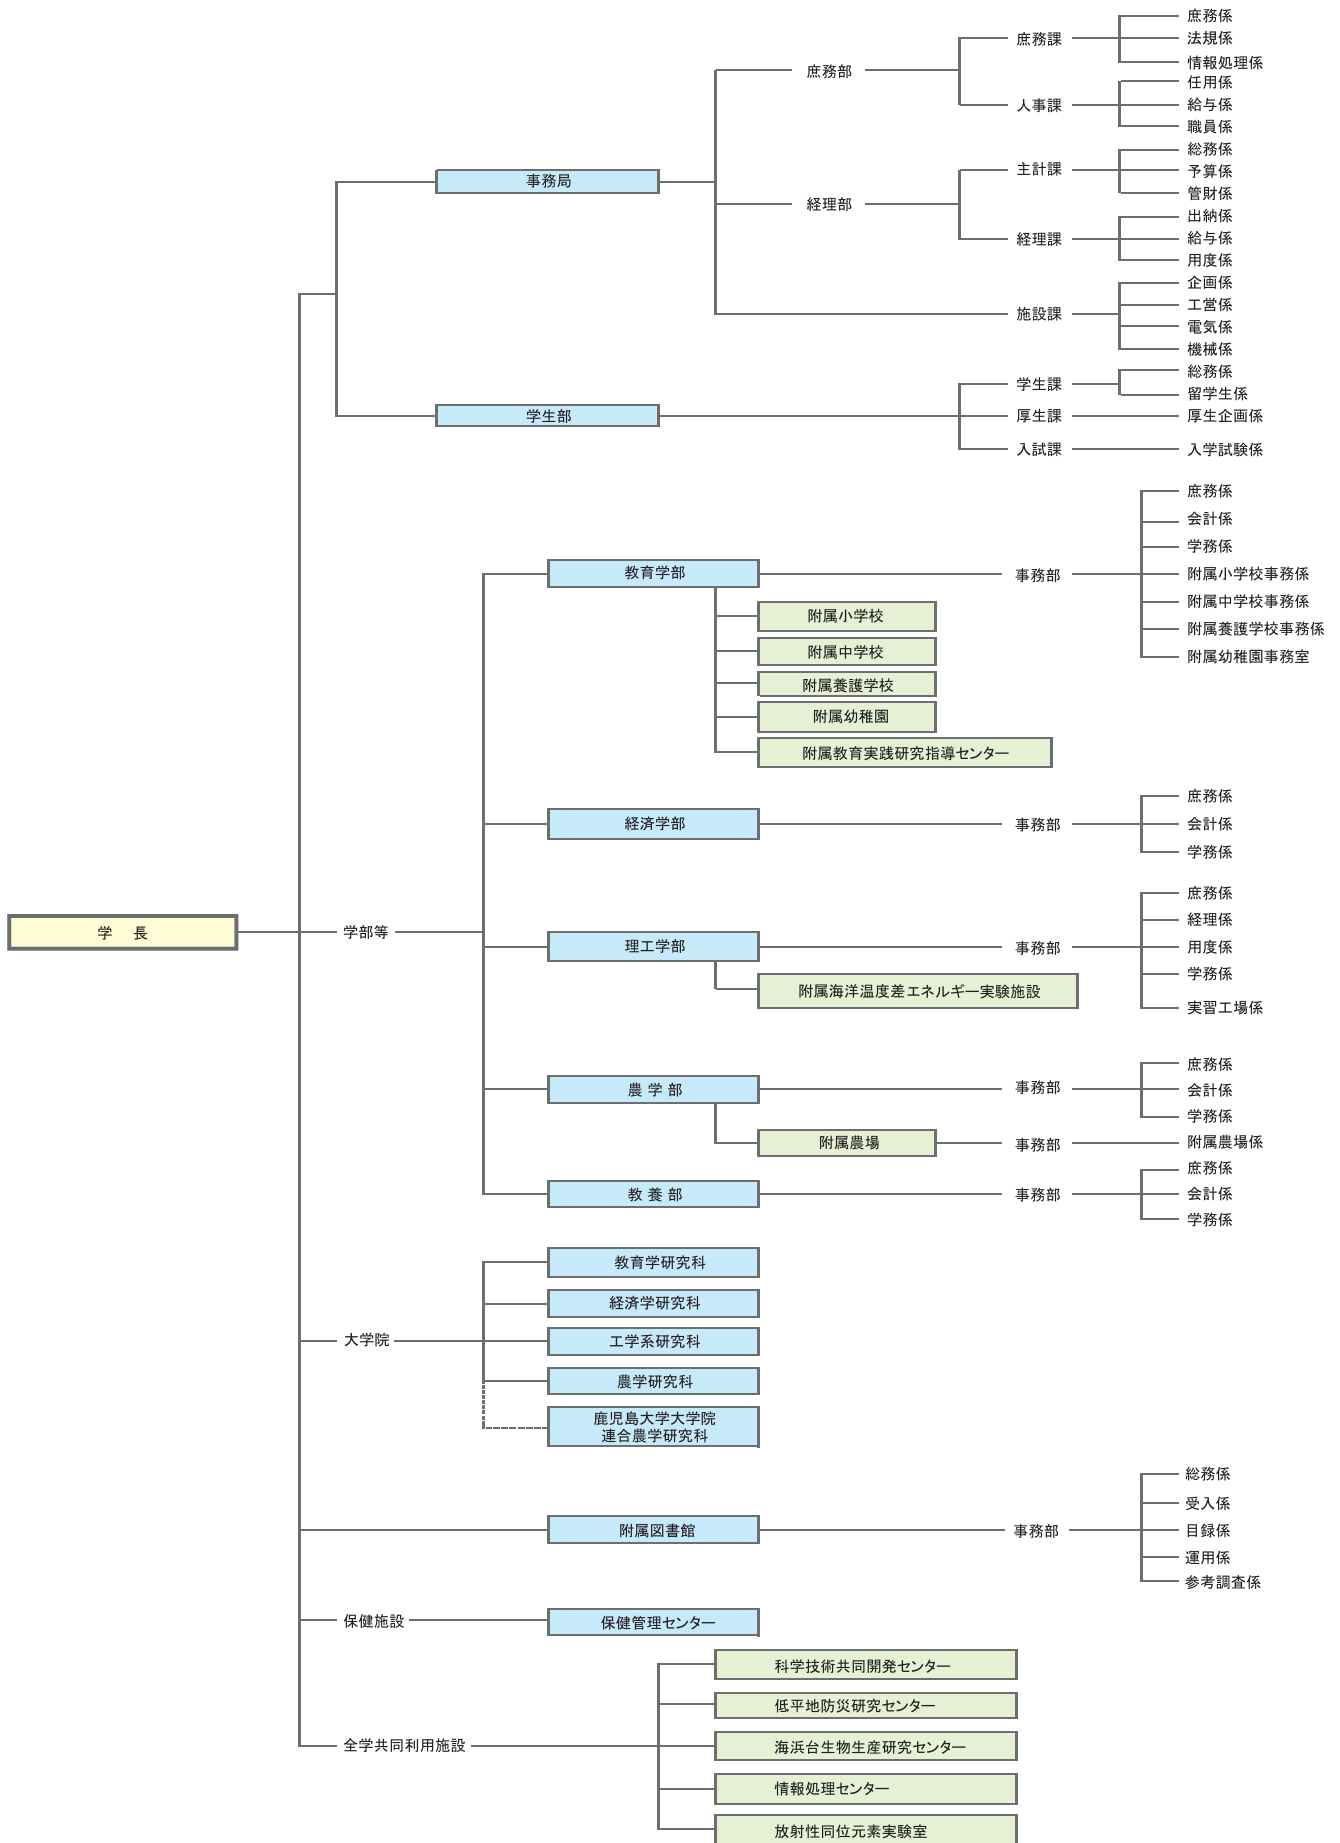 庶務係
庶務課
法規係
情報処理係
庶務部
任用係
人事課
給与係
職員係
総務係
主計課
予算係
事務局
管財係
経理部
出納係
経理課
給与係
用度係
企画係
施設課
工営係
電気係
機械係
総務係
学生課
留学生係
学生部
厚生課
厚生企画係
入試課
入学試験係
庶務係
会計係
学務係
教育学部
事務部
附属小学校事務係
附属中学校事務係
附属養護学校事務係
附属幼稚園事務室
附属小学校
附属中学校
附属養護学校
附属幼稚園
附属教育実践研究指導センター
庶務係
経済学部
事務部
会計係
学務係
庶務係
経理係
学 長
学部等
理工学部
事務部
用度係
学務係
附属海洋温度差エネルギー実験施設
実習工場係
庶務係
農 学 部
事務部
会計係
学務係
附属農場
事務部
附属農場係
庶務係
教 養 部
事務部
会計係
学務係
教育学研究科
経済学研究科
大学院
工学系研究科
農学研究科
鹿児島大学大学院
連合農学研究科
総務係
受入係
附属図書館
事務部
目録係
運用係
参考調査係
保健施設
保健管理センター
科学技術共同開発センター
低平地防災研究センター
全学共同利用施設
海浜台生物生産研究センター
情報処理センター
放射性同位元素実験室